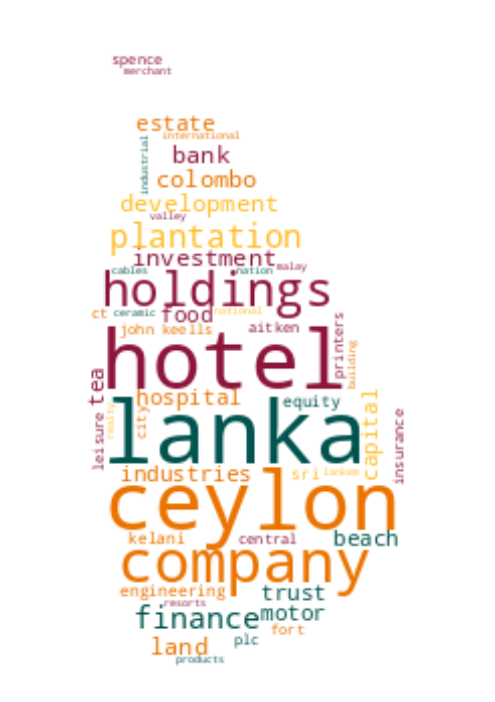 spence
merchant
estate
international
industrial
bank
colombo
development
valley
plantation
investment
cables
nation
malay
holdings
ct
ceramic
food
national
john keells
aitken
printers
building
hotel
tea
hospital
equity
capital
leisure
realty
city
lanka
insurance
industries
sri
lankem
ceylon
kelani
central
beach
company
engineering
trust
resorts
finance
motor
fort
plc
land
products